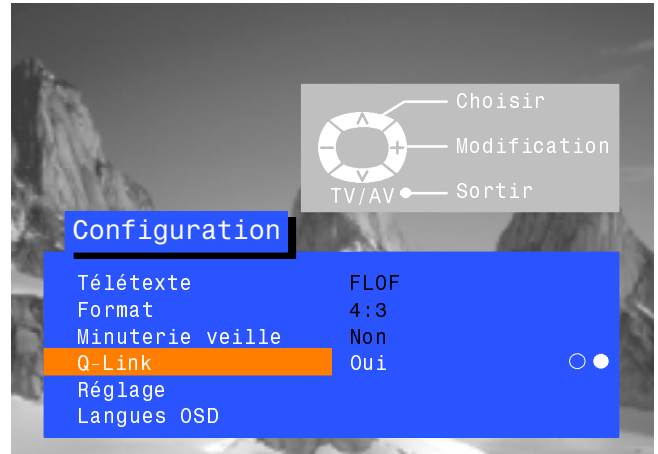 Choisir
Modification
TV/AV Sortir
Configuration
Télétexte FLOF
Format 4:3
Minuterie veille Non
Q-Link Oui
Réglage
Langues OSD